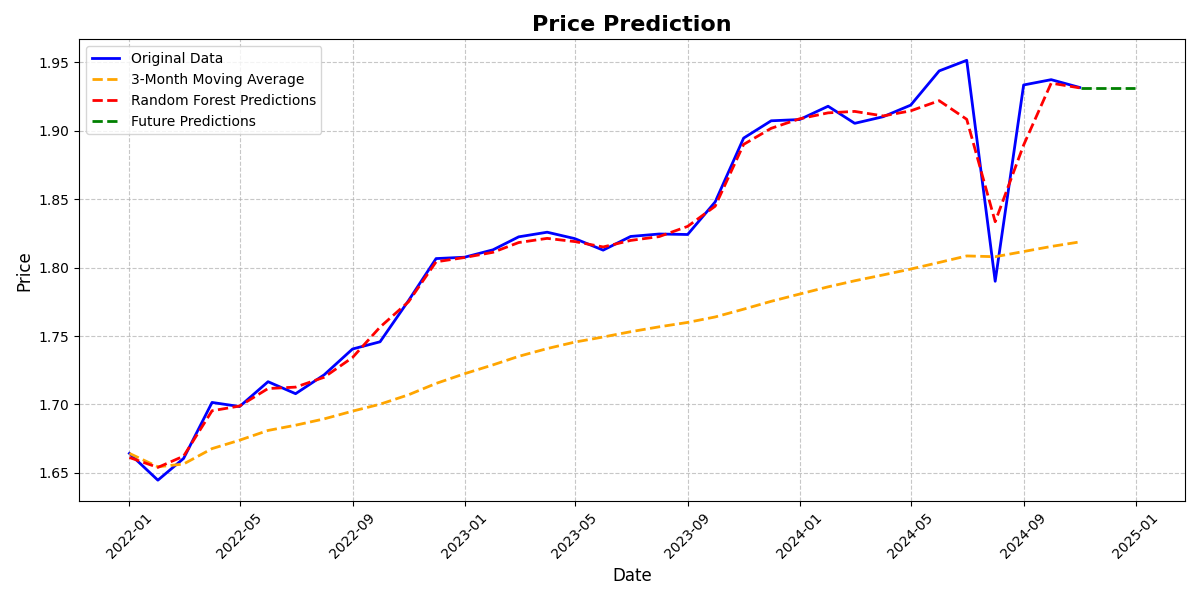 Price Prediction
Original Data
3-Month Moving Average
Random Forest Predictions
Future Predictions
Price
1.95
1.90
1.85
1.80
1.75
1.70
1.65
2022-01
2022-05
2022-09
2023-01
2023-05
2023-09
2024-01
2024-05
2024-09
2025-01
Date